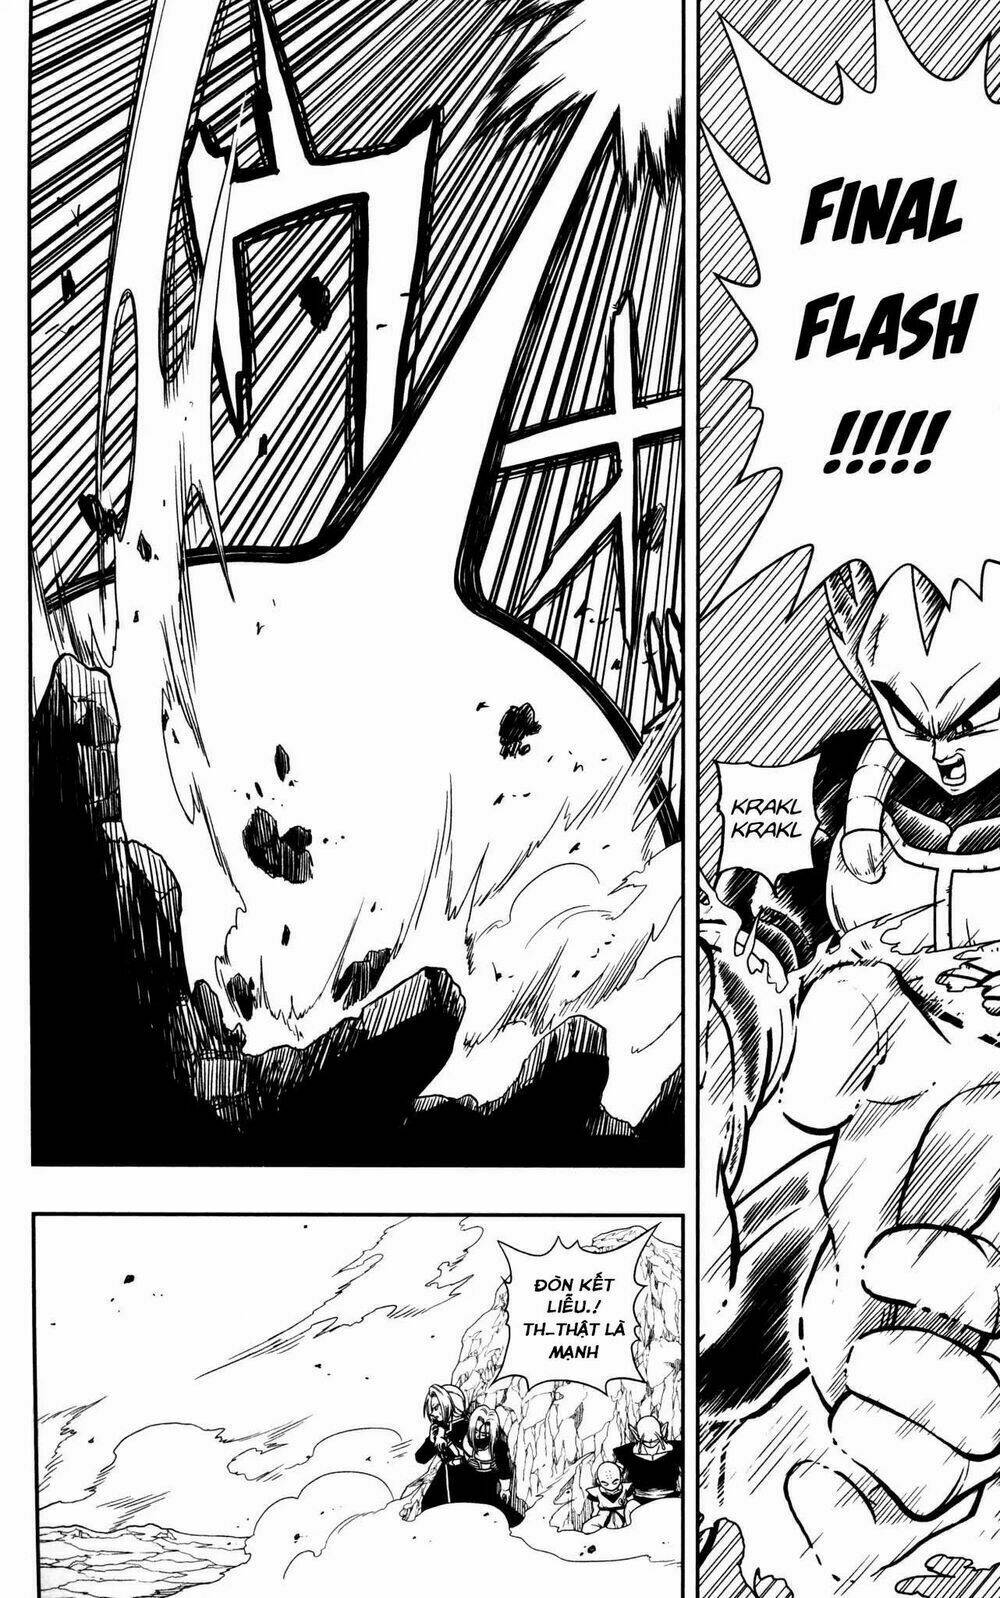 FINAL
FLASH
!!!!!
KRAKL
KRAKL
ĐÒN KẾT
LIỄU.!
TH_THẬT LÀ
MẠNH